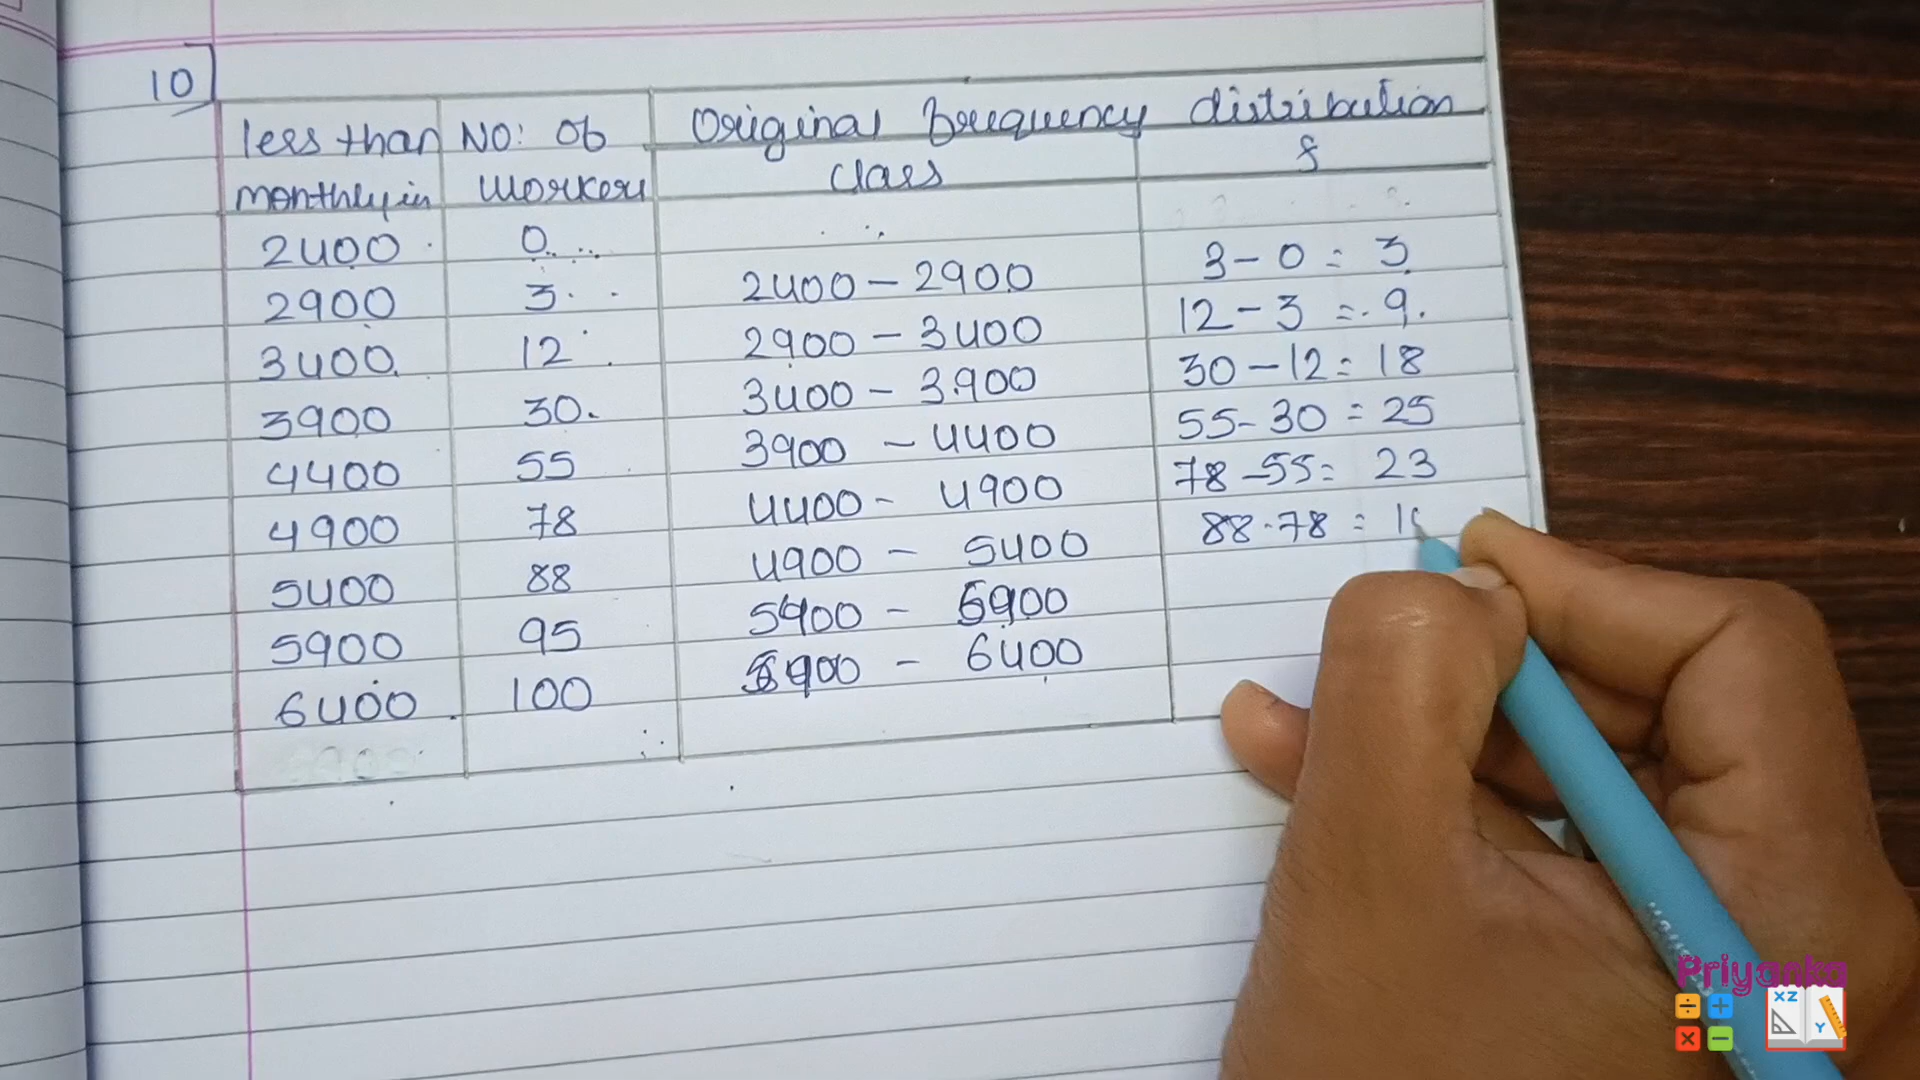 10
less than No: of Original frequency distribution
monthly in workers class f
2400 0
2900 3 2400 - 2900 3 - 0 = 3
3400 12 2900 - 3400 12 - 3 = 9
3900 30 3400 - 3900 30 - 12 = 18
4400 55 3900 - 4400 55 - 30 = 25
4900 78 4400 - 4900 78 - 55 = 23
5400 88 4900 - 5400 88 - 78 = 10
5900 95 5400 - 5900
6400 100 5900 - 6400
Priyanka
XZ
Y